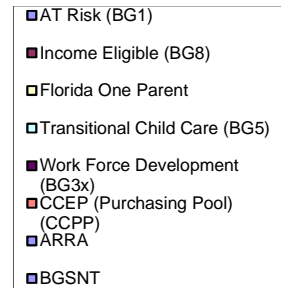 AT Risk (BG1)
Income Eligible (BG8)
Florida One Parent
Transitional Child Care (BG5)
Work Force Development
(BG3x)
CCEP (Purchasing Pool)
(CCPP)
ARRA
BGSNT